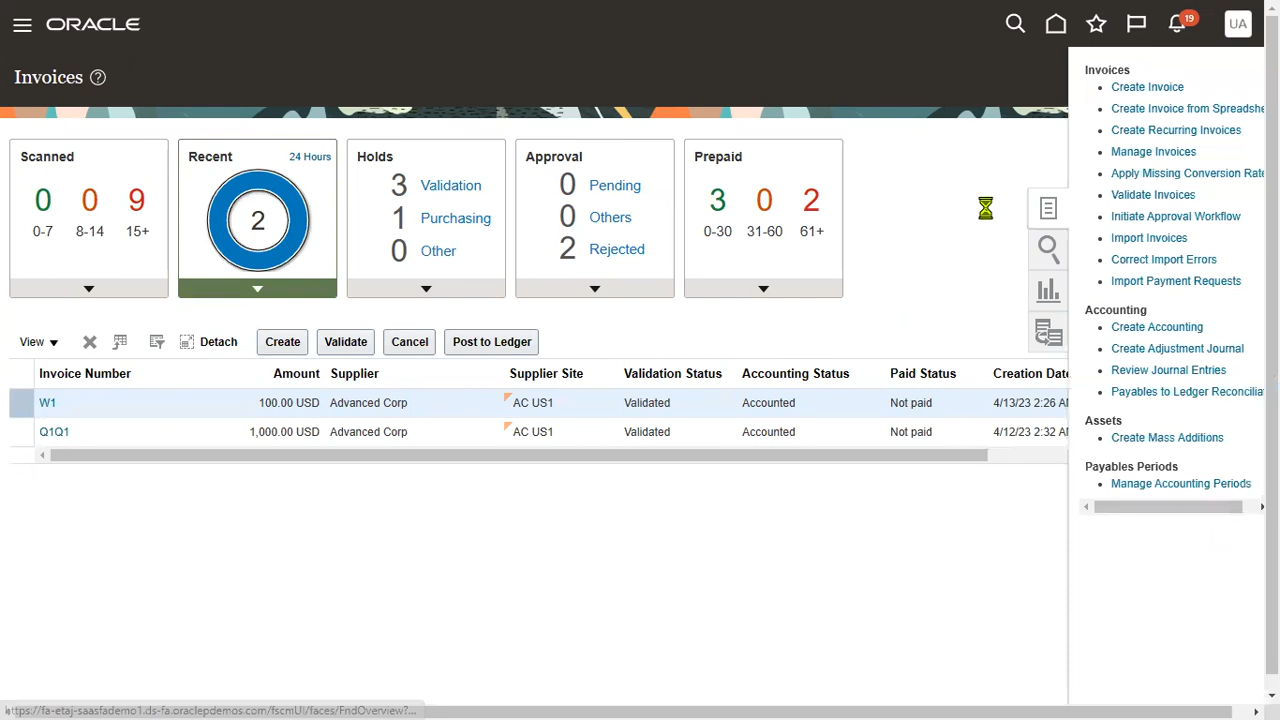 ORACLE
19
UA
Invoices
Scanned
0 0 9
0-7 8-14 15+
Recent 24 Hours
2
Holds
3 Validation
1 Purchasing
0 Other
Approval
0 Pending
0 Others
2 Rejected
Prepaid
3 0 2
0-30 31-60 61+
View Detach Create Validate Cancel Post to Ledger
Invoice Number Amount Supplier Supplier Site Validation Status Accounting Status Paid Status Creation Date
W1 100.00 USD Advanced Corp AC US1 Validated Accounted Not paid 4/13/23 2:26 AM
Q1Q1 1,000.00 USD Advanced Corp AC US1 Validated Accounted Not paid 4/12/23 2:32 AM
Invoices
Create Invoice
Create Invoice from Spreadshe
Create Recurring Invoices
Manage Invoices
Apply Missing Conversion Rate
Validate Invoices
Initiate Approval Workflow
Import Invoices
Correct Import Errors
Import Payment Requests
Accounting
Create Accounting
Create Adjustment Journal
Review Journal Entries
Payables to Ledger Reconcilia
Assets
Create Mass Additions
Payables Periods
Manage Accounting Periods
https://fa-etaj-saasfademo1.ds-fa.oraclepdemos.com/fscmUI/faces/FndOverview?...